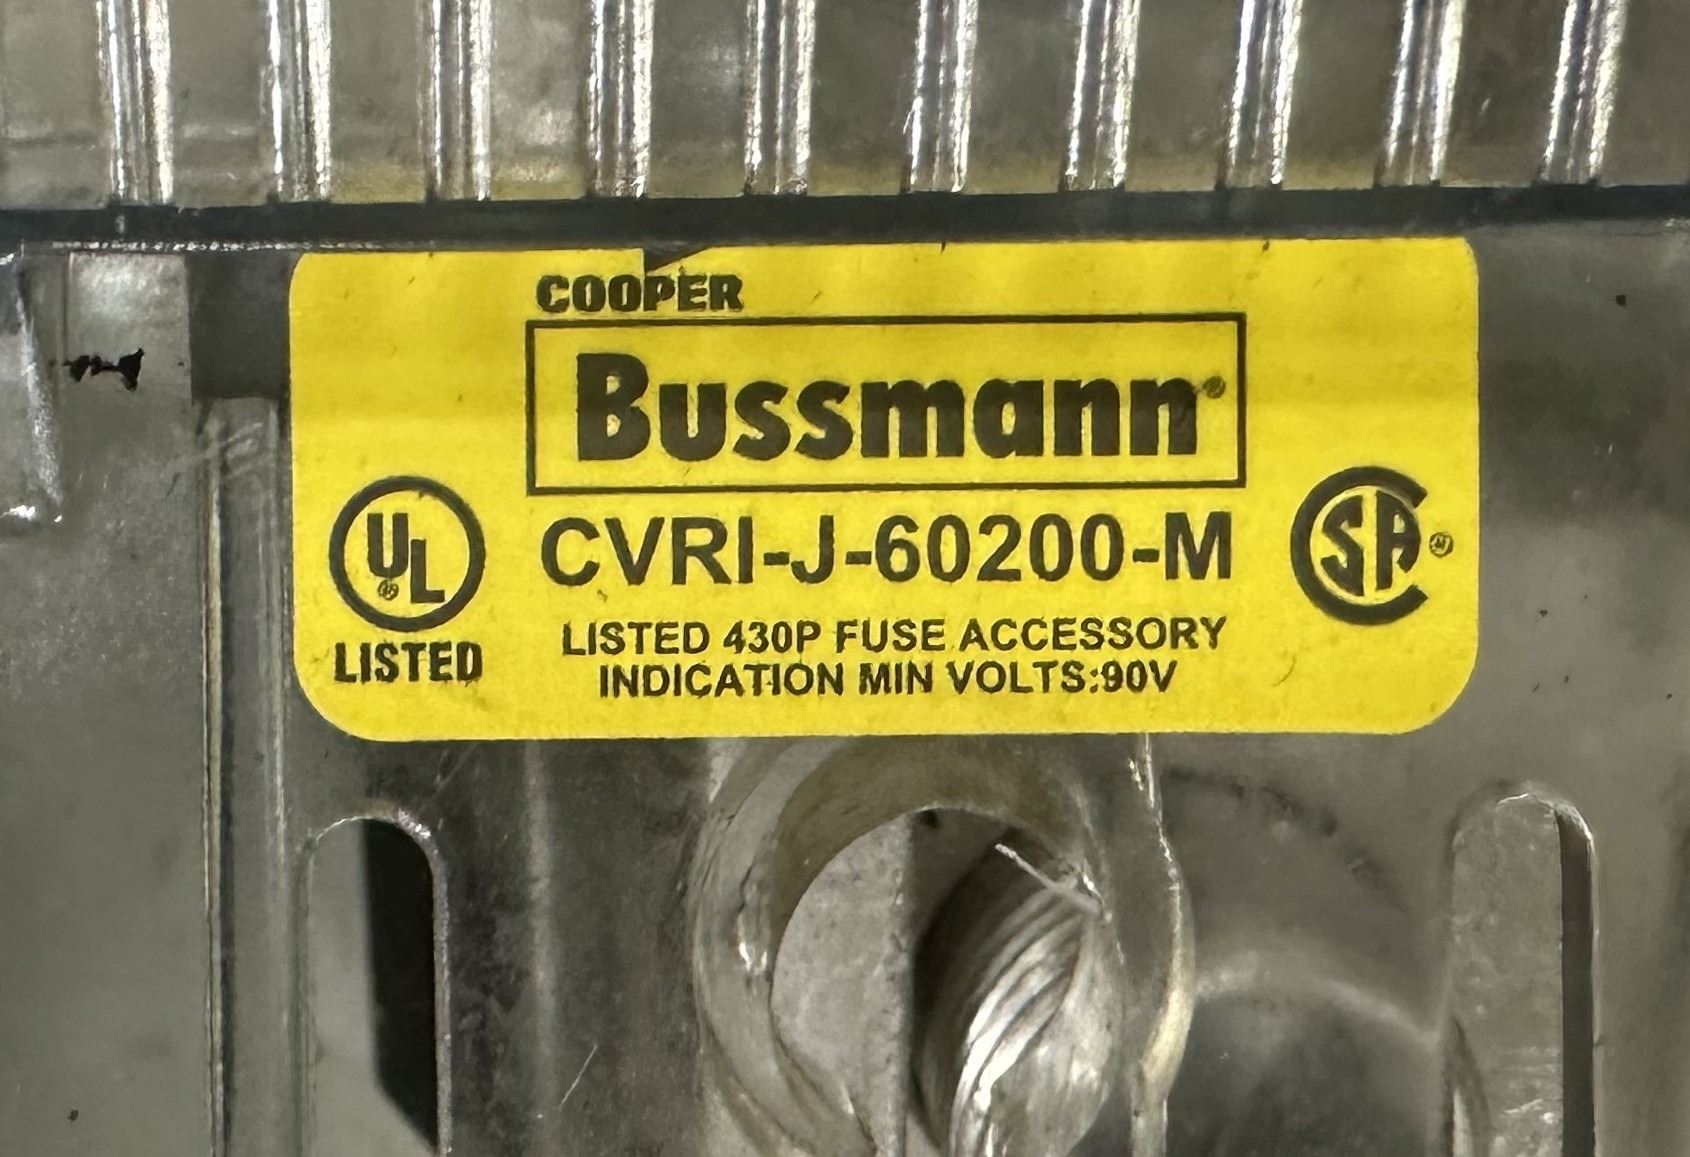 COOPER
Bussmann®
CVRI-J-60200-M
UL®
LISTED
SA®
LISTED 430P FUSE ACCESSORY
INDICATION MIN VOLTS:90V